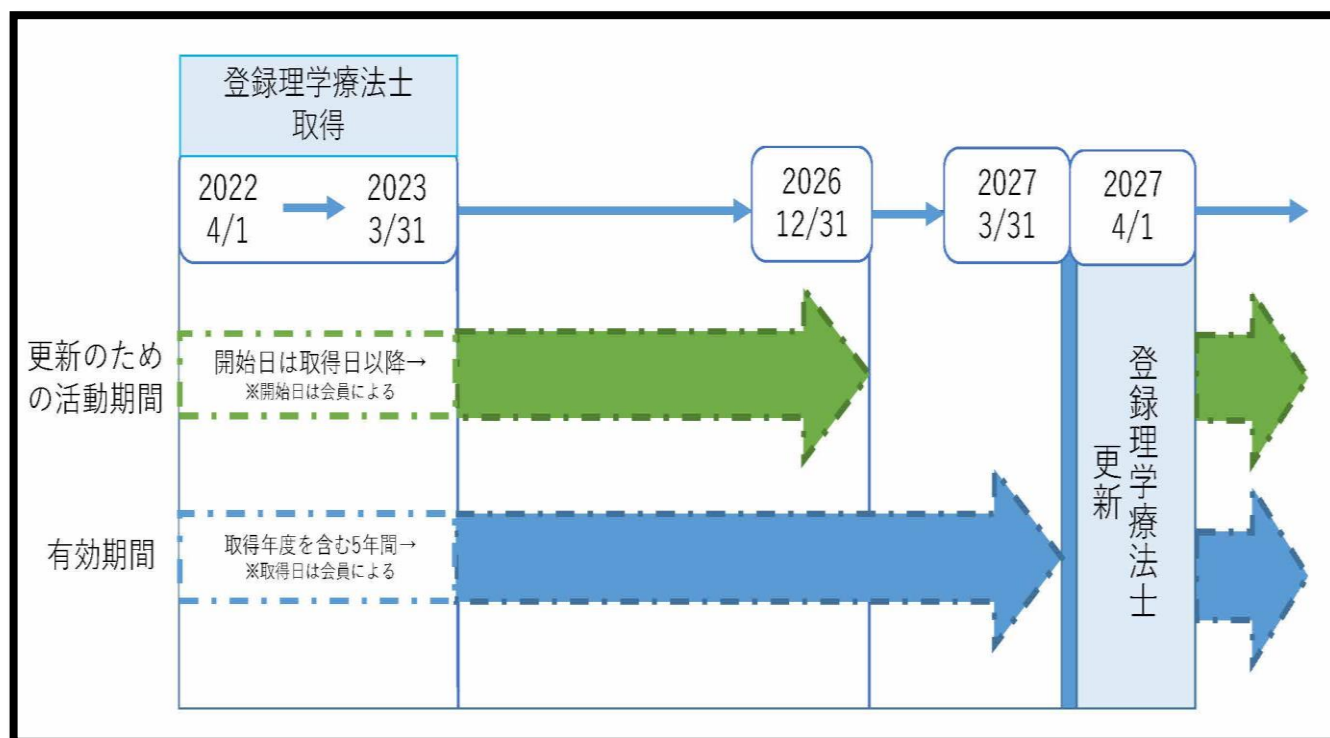 登録理学療法士
取得
2022
4/1
2023
3/31
2026
12/31
2027
3/31
2027
4/1
更新のため
の活動期間
開始日は取得日以降→
※開始日は会員による
有効期間
取得年度を含む5年間→
※取得日は会員による
登録理学療法士
更新